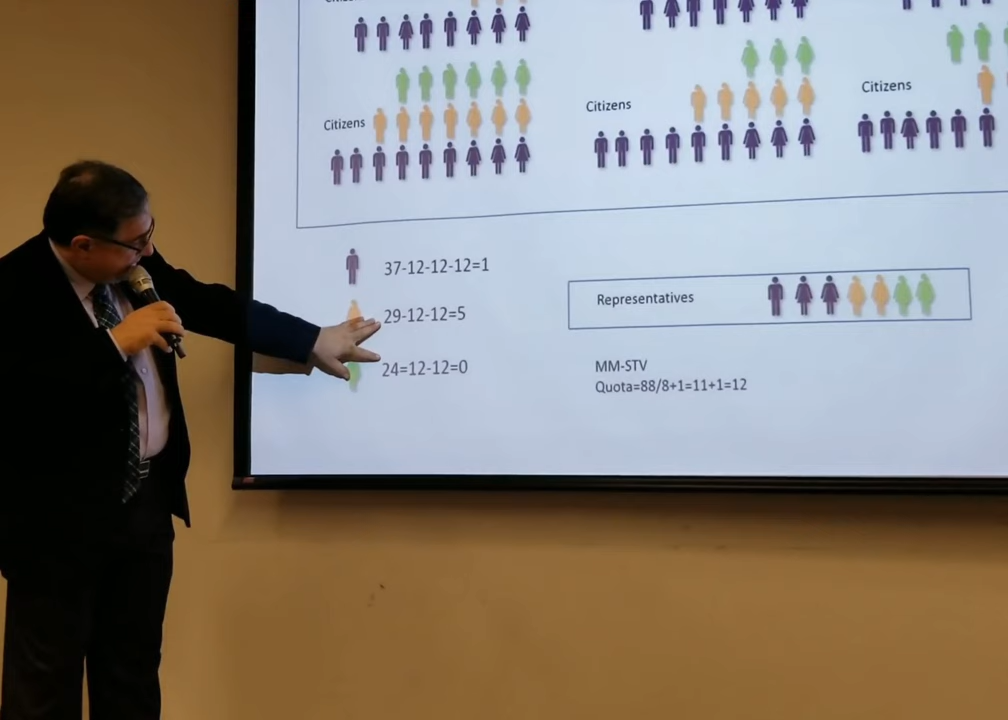 Citizens
Citizens
Citizens
37-12-12-12=1
29-12-12=5
24=12-12=0
Representatives
MM-STV
Quota=88/8+1=11+1=12